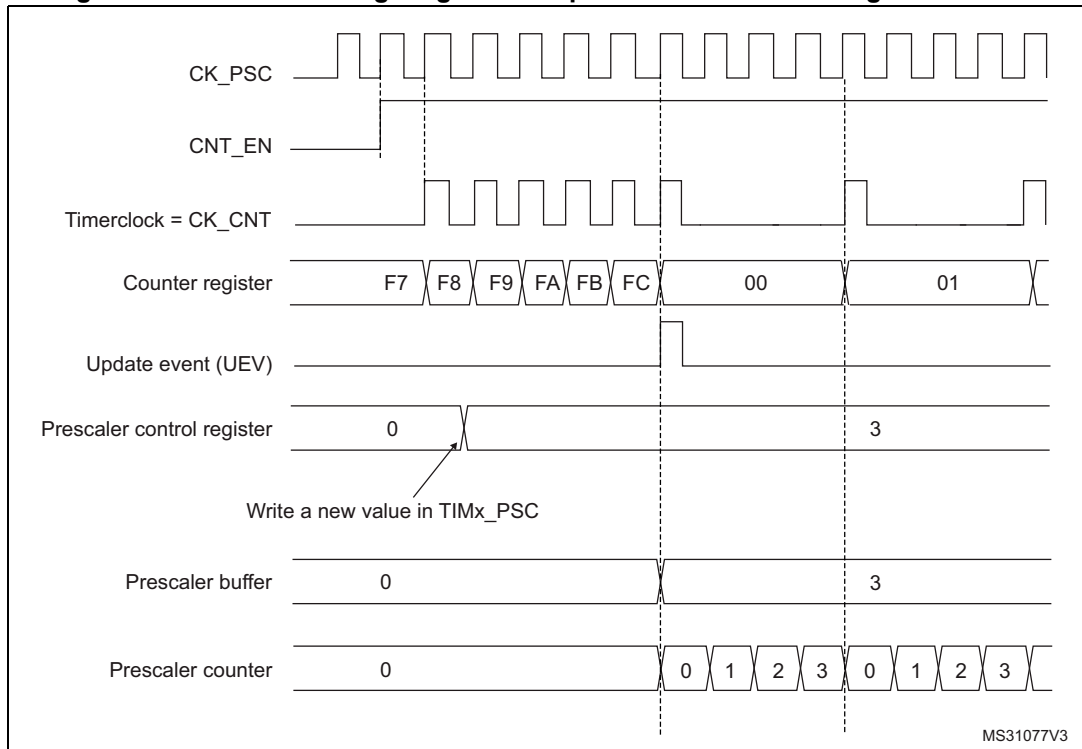 CK_PSC
CNT_EN
Timerclock = CK_CNT
Counter register F7 F8 F9 FA FB FC 00 01
Update event (UEV)
Prescaler control register 0 3
Write a new value in TIMx_PSC
Prescaler buffer 0 3
Prescaler counter 0 0 1 2 3 0 1 2 3
MS31077V3